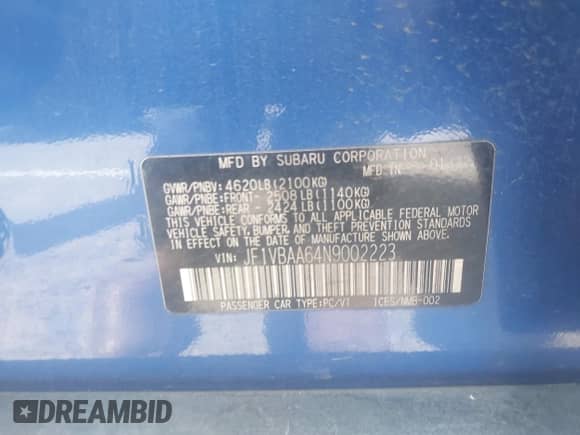 MFD BY SUBARU CORPORATION
MFD.IN
GVWR/PNBV: 4620LB(2100KG)
GAWR/PNBE:FRONT- 2508LB(1140KG)
GAWR/PNBE:REAR - 2424LB(1100KG)
THIS VEHICLE CONFORMS TO ALL APPLICABLE FEDERAL MOTOR
VEHICLE SAFETY, BUMPER, AND THEFT PREVENTION STANDARDS
IN EFFECT ON THE DATE OF MANUFACTURE SHOWN ABOVE.
VIN: JF1VBAA64N9002223
PASSENGER CAR TYPE:PC/V1 1CES/NMB-002
DREAMBID